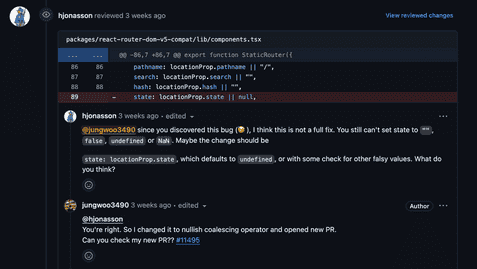 hjonasson reviewed 3 weeks ago
View reviewed changes
packages/react-router-dom-v5-compat/lib/components.tsx
... ... @@ -86,7 +86,7 @@ export function StaticRouter({
86 86 pathname: locationProp.pathname || "/",
87 87 search: locationProp.search || "",
88 88 hash: locationProp.hash || "",
89 - state: locationProp.state || null,
hjonasson 3 weeks ago • edited ...
@jungwoo3490 since you discovered this bug (), I think this is not a full fix. You still can't set state to "",
false, undefined or NaN. Maybe the change should be
state: locationProp.state, which defaults to undefined, or with some check for other falsy values. What do
you think?
jungwoo3490 3 weeks ago • edited Author ...
@hjonasson
You're right. So I changed it to nullish coalescing operator and opened new PR.
Can you check my new PR?? #11495